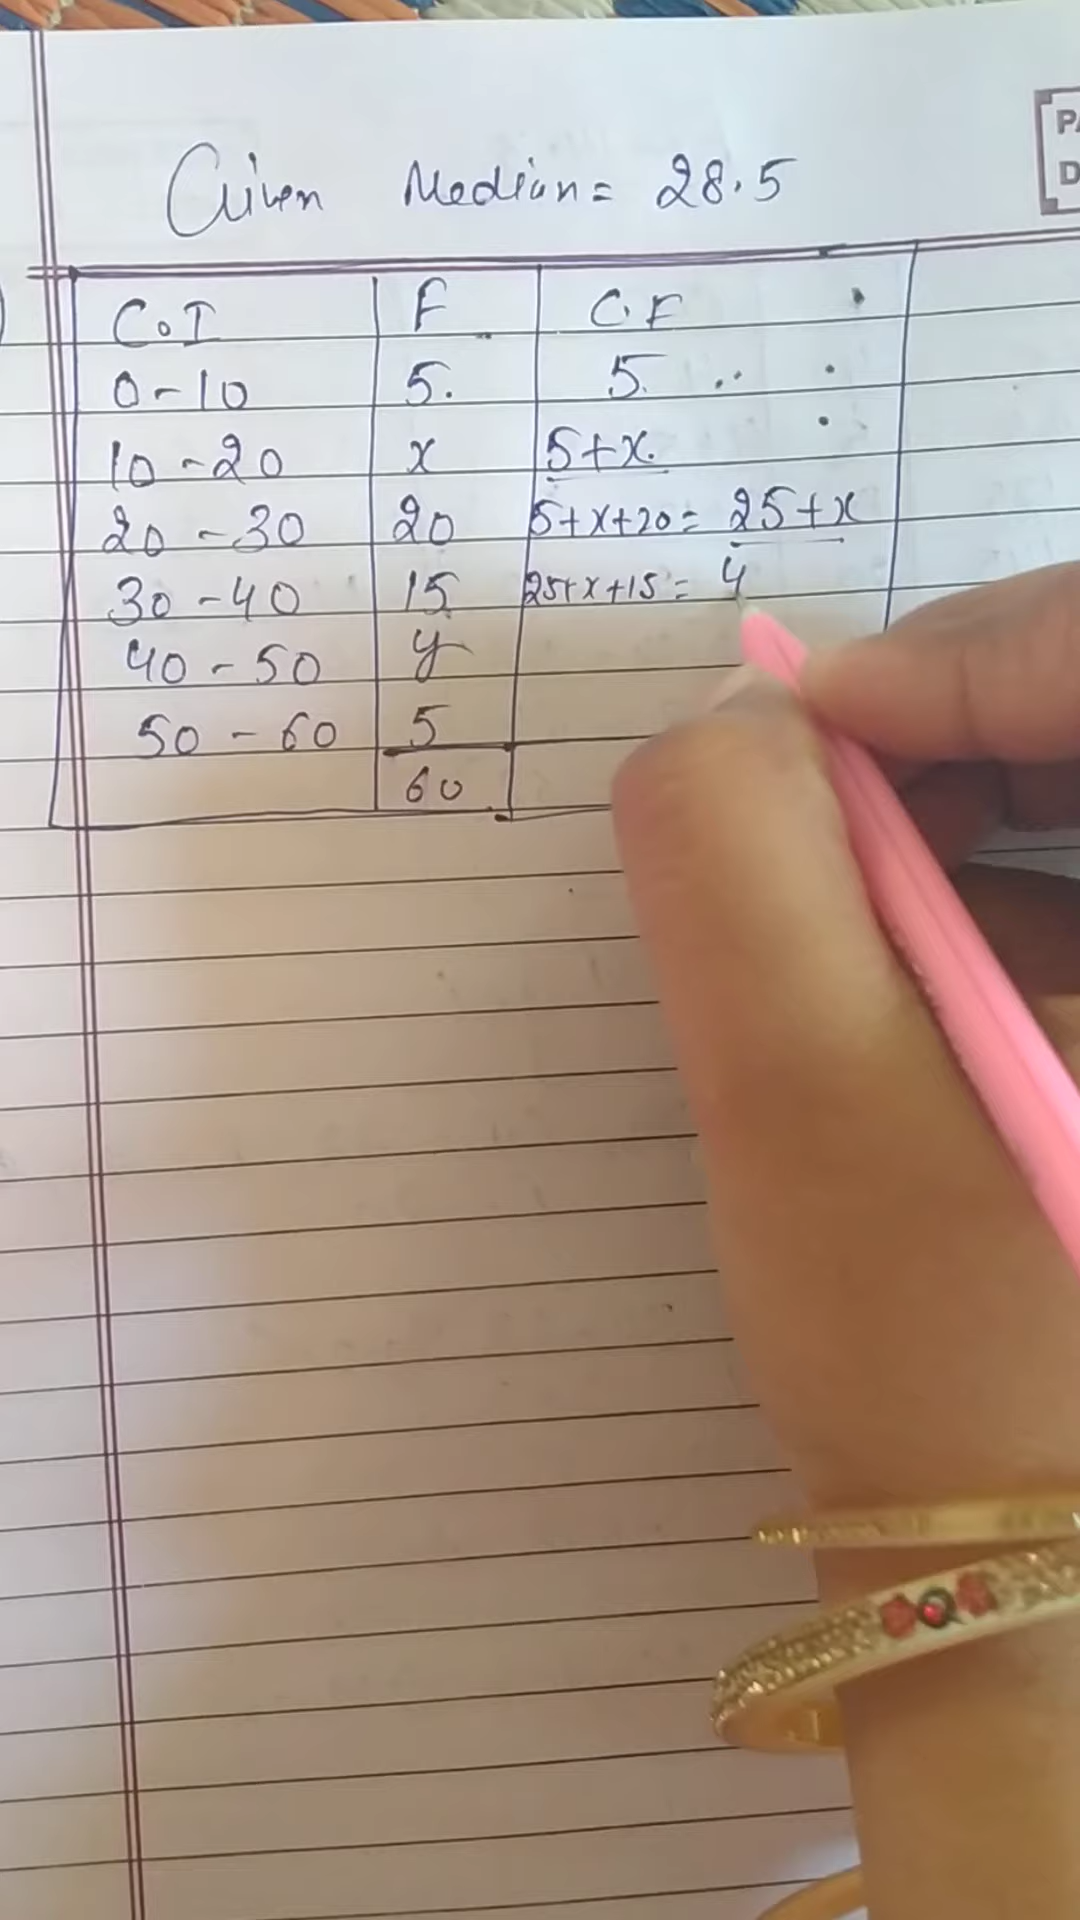 Given Median = 28.5
C.I F C.F
0-10 5. 5.
10-20 x 5+x.
20-30 20 5+x+20 = 25+x
30-40 15 25+x+15 = 4
40-50 y
50-60 5
60